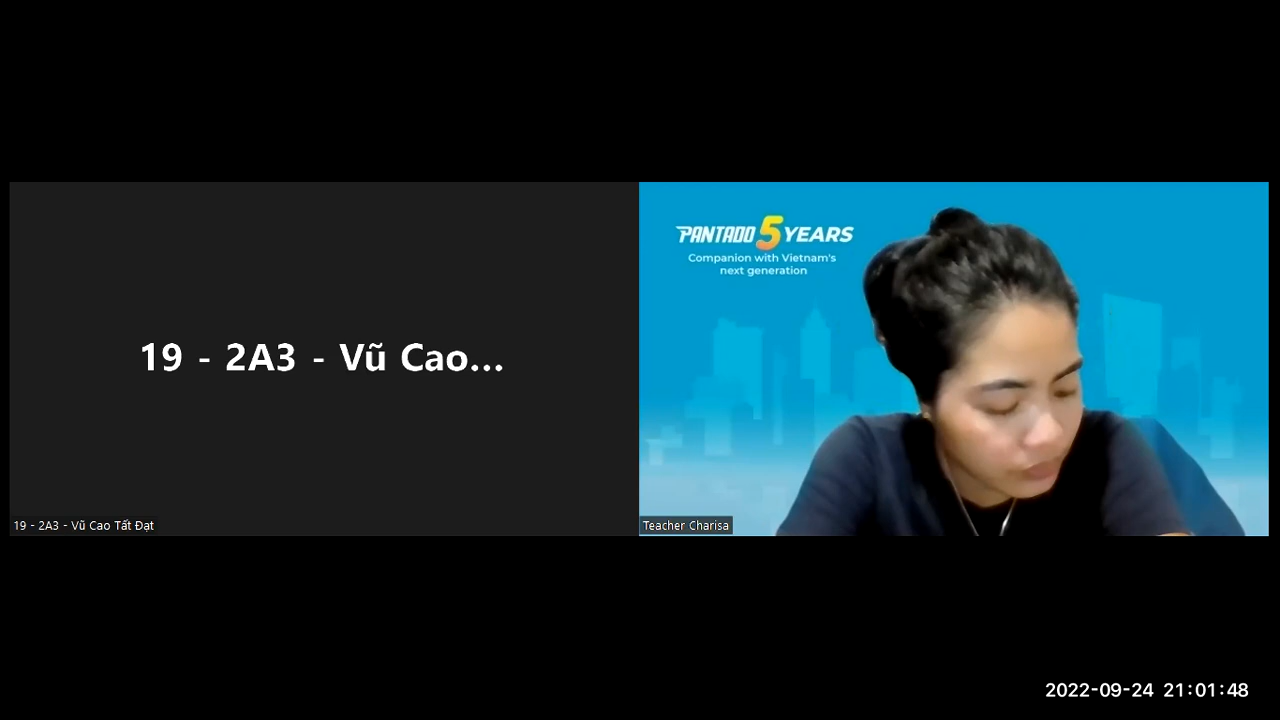 19 - 2A3 - Vũ Cao...
19 - 2A3 - Vũ Cao Tất Đạt
PANTADO 5 YEARS
Companion with Vietnam's
next generation
Teacher Charisa
2022-09-24 21:01:48